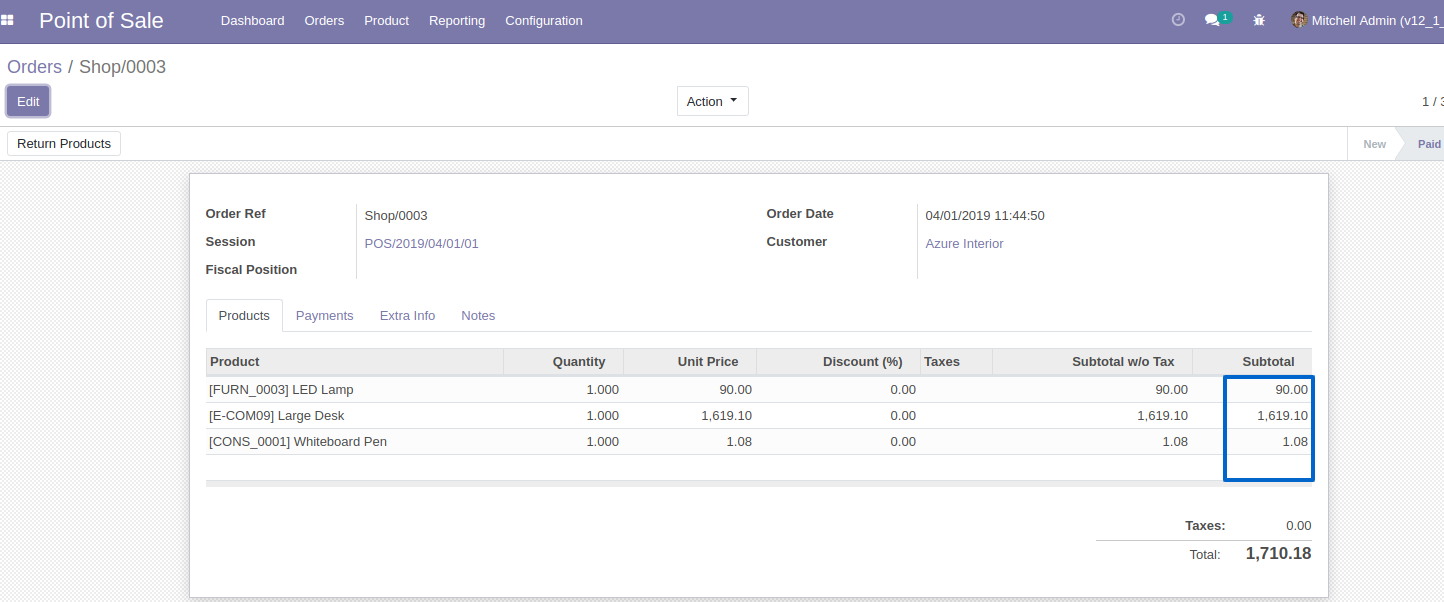 Point of Sale Dashboard Orders Product Reporting Configuration 1 Mitchell Admin (v12_1_
Orders / Shop/0003
Edit Action 1 / 3
Return Products New Paid
Order Ref Shop/0003 Order Date 04/01/2019 11:44:50
Session POS/2019/04/01/01 Customer Azure Interior
Fiscal Position
Products Payments Extra Info Notes
Product Quantity Unit Price Discount (%) Taxes Subtotal w/o Tax Subtotal
[FURN_0003] LED Lamp 1.000 90.00 0.00 90.00 90.00
[E-COM09] Large Desk 1.000 1,619.10 0.00 1,619.10 1,619.10
[CONS_0001] Whiteboard Pen 1.000 1.08 0.00 1.08 1.08
Taxes: 0.00
Total: 1,710.18